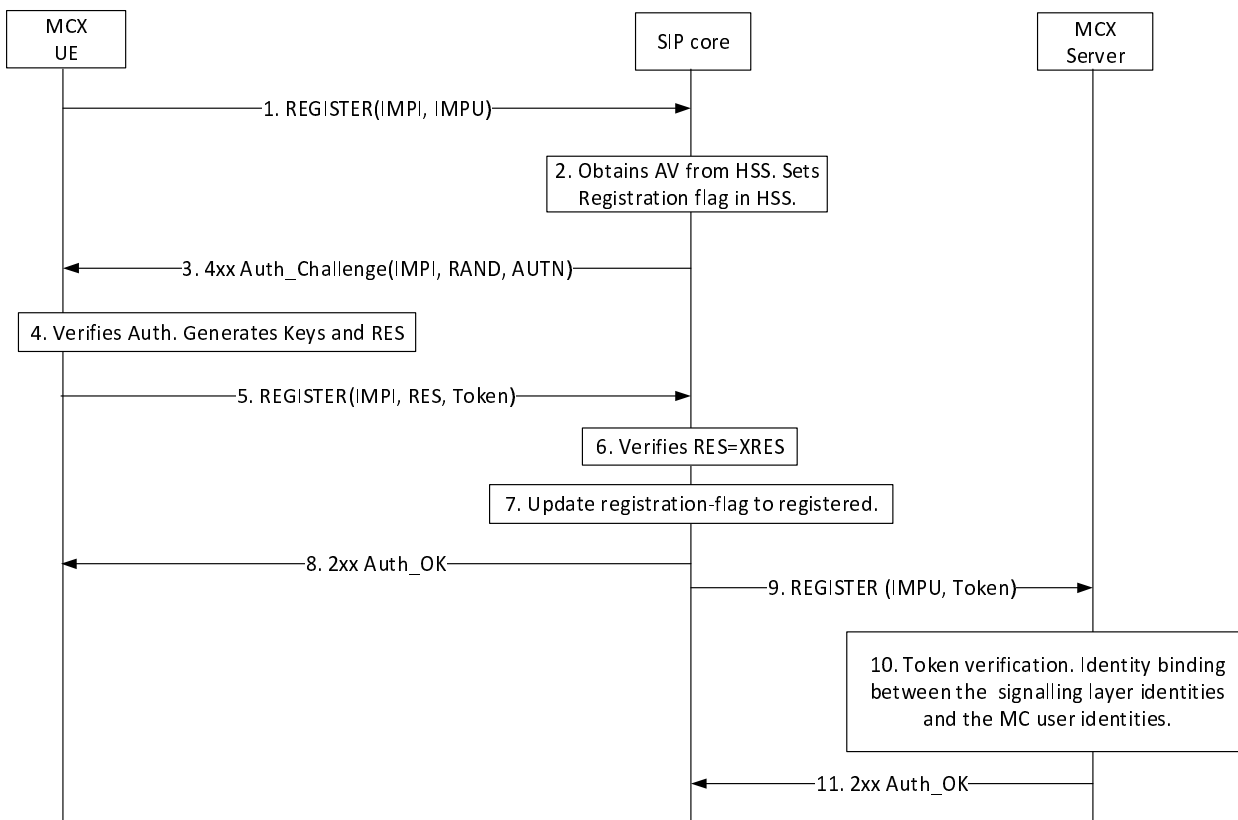 MCX
UE
SIP core
MCX
Server
1. REGISTER(IMPI, IMPU)
2. Obtains AV from HSS. Sets
Registration flag in HSS.
3. 4xx Auth_Challenge(IMPI, RAND, AUTN)
4. Verifies Auth. Generates Keys and RES
5. REGISTER(IMPI, RES, Token)
6. Verifies RES=XRES
7. Update registration-flag to registered.
8. 2xx Auth_OK
9. REGISTER (IMPU, Token)
10. Token verification. Identity binding
between the signalling layer identities
and the MC user identities.
11. 2xx Auth_OK